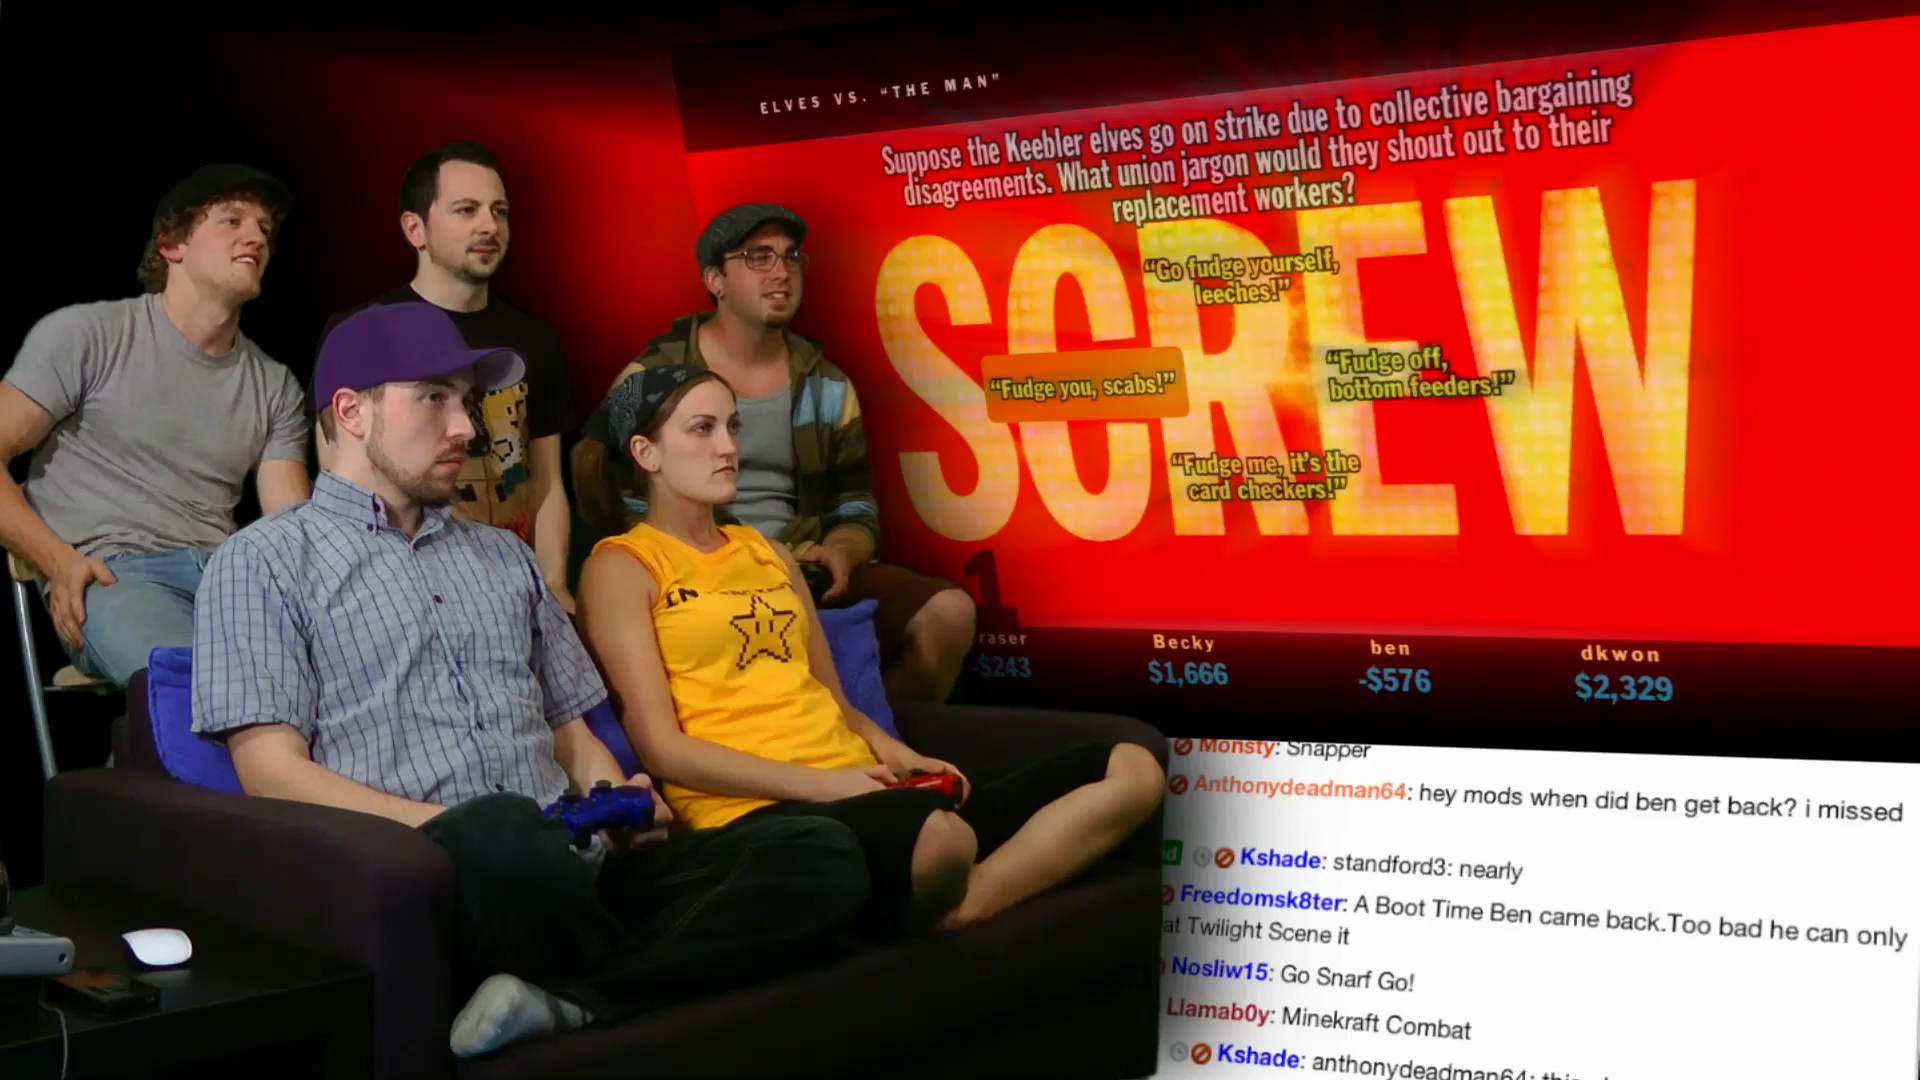 ELVES VS. "THE MAN"
Suppose the Keebler elves go on strike due to collective bargaining
disagreements. What union jargon would they shout out to their
replacement workers?
SCREW
"Go fudge yourself,
leeches!"
"Fudge you, scabs!"
"Fudge off,
bottom feeders!"
"Fudge me, it's the
card checkers!"
1
raser Becky ben dkwon
-$243 $1,666 -$576 $2,329
Monsty: Snapper
Anthonydeadman64: hey mods when did ben get back? i missed
Kshade: standford3: nearly
Freedomsk8ter: A Boot Time Ben came back.Too bad he can only
at Twilight Scene it
Nosliw15: Go Snarf Go!
Llamab0y: Minekraft Combat
Kshade: anthonydeadman64: